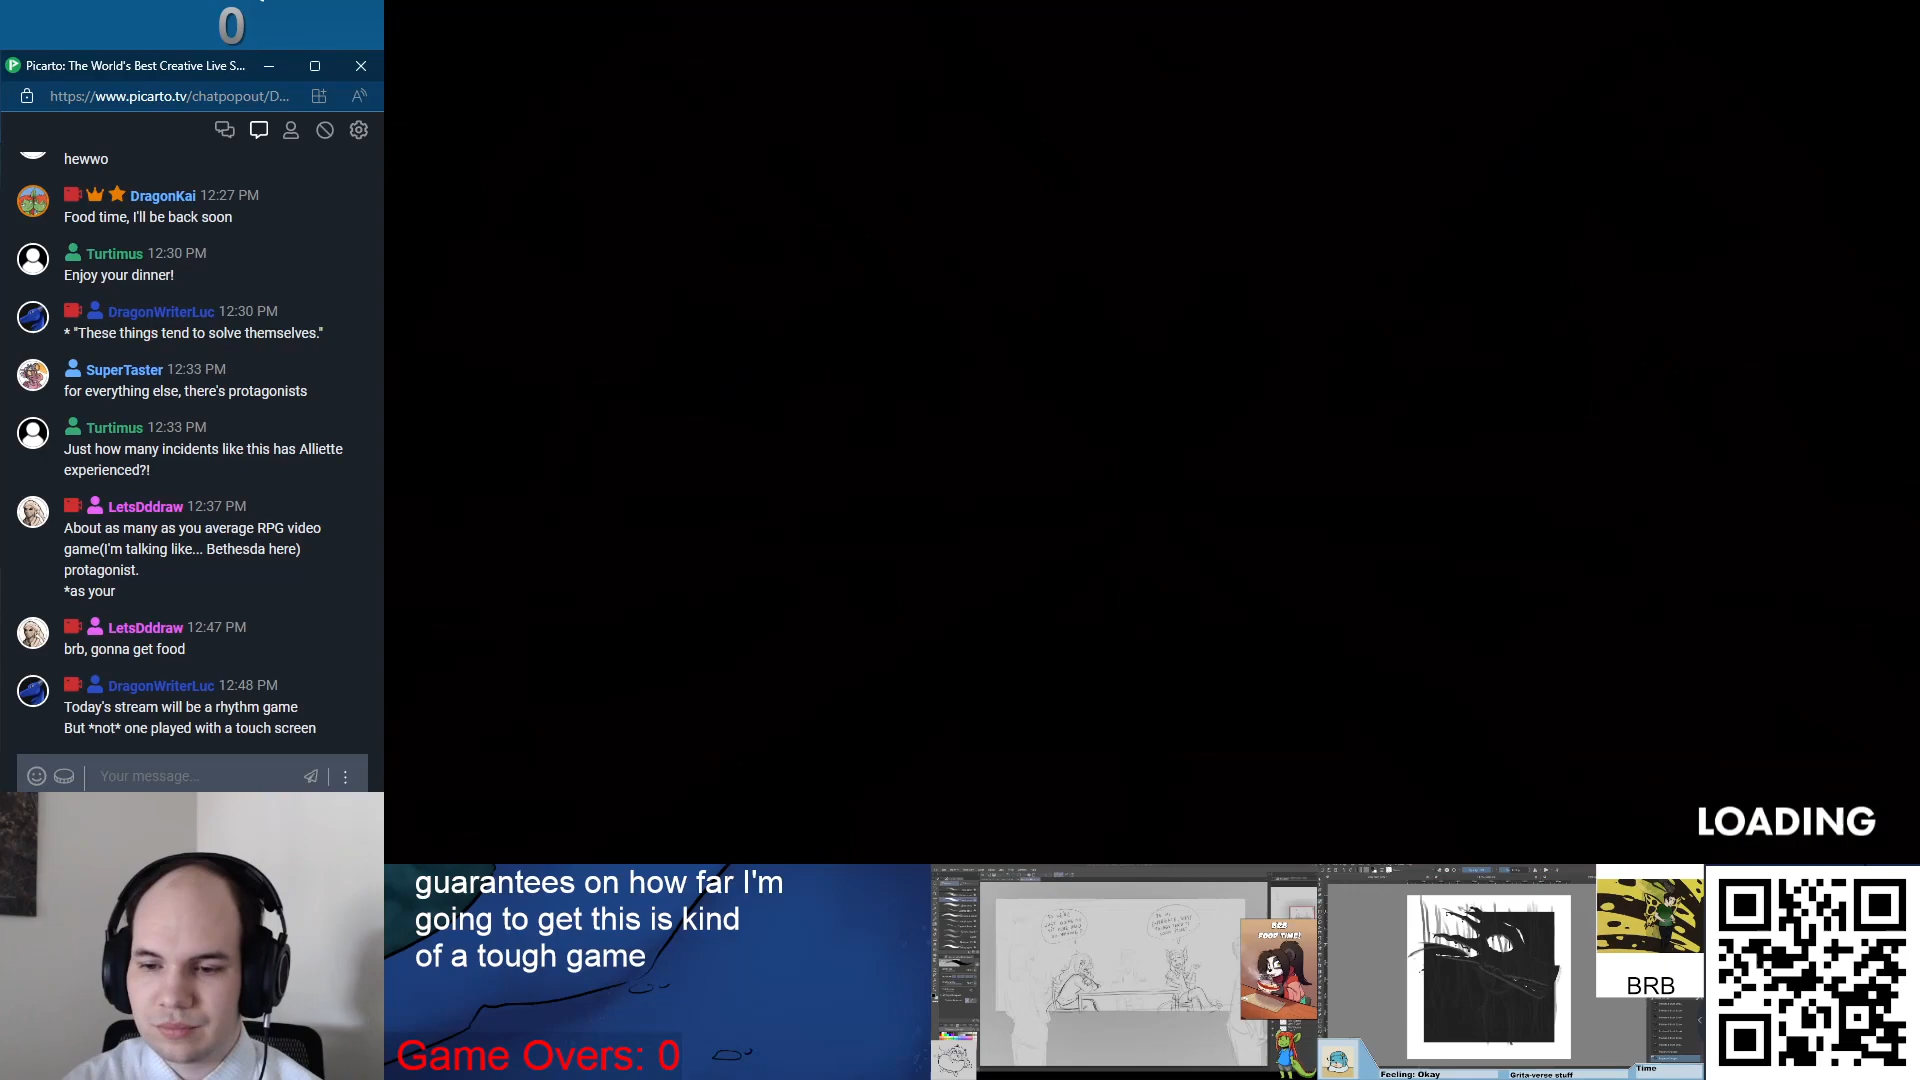 0
Picarto: The World's Best Creative Live S...
https://www.picarto.tv/chatpopout/D...
hewwo
DragonKai 12:27 PM
Food time, I'll be back soon
Turtimus 12:30 PM
Enjoy your dinner!
DragonWriterLuc 12:30 PM
* "These things tend to solve themselves."
SuperTaster 12:33 PM
for everything else, there's protagonists
Turtimus 12:33 PM
Just how many incidents like this has Alliette
experienced?!
LetsDddraw 12:37 PM
About as many as you average RPG video
game(I'm talking like... Bethesda here)
protagonist.
*as your
LetsDddraw 12:47 PM
brb, gonna get food
DragonWriterLuc 12:48 PM
Today's stream will be a rhythm game
But *not* one played with a touch screen
Your message...
LOADING
guarantees on how far I'm
going to get this is kind
of a tough game
Game Overs: 0
BRB
FOOD TIME!
BRB
Feeling: Okay
Grita-verse stuff
Time